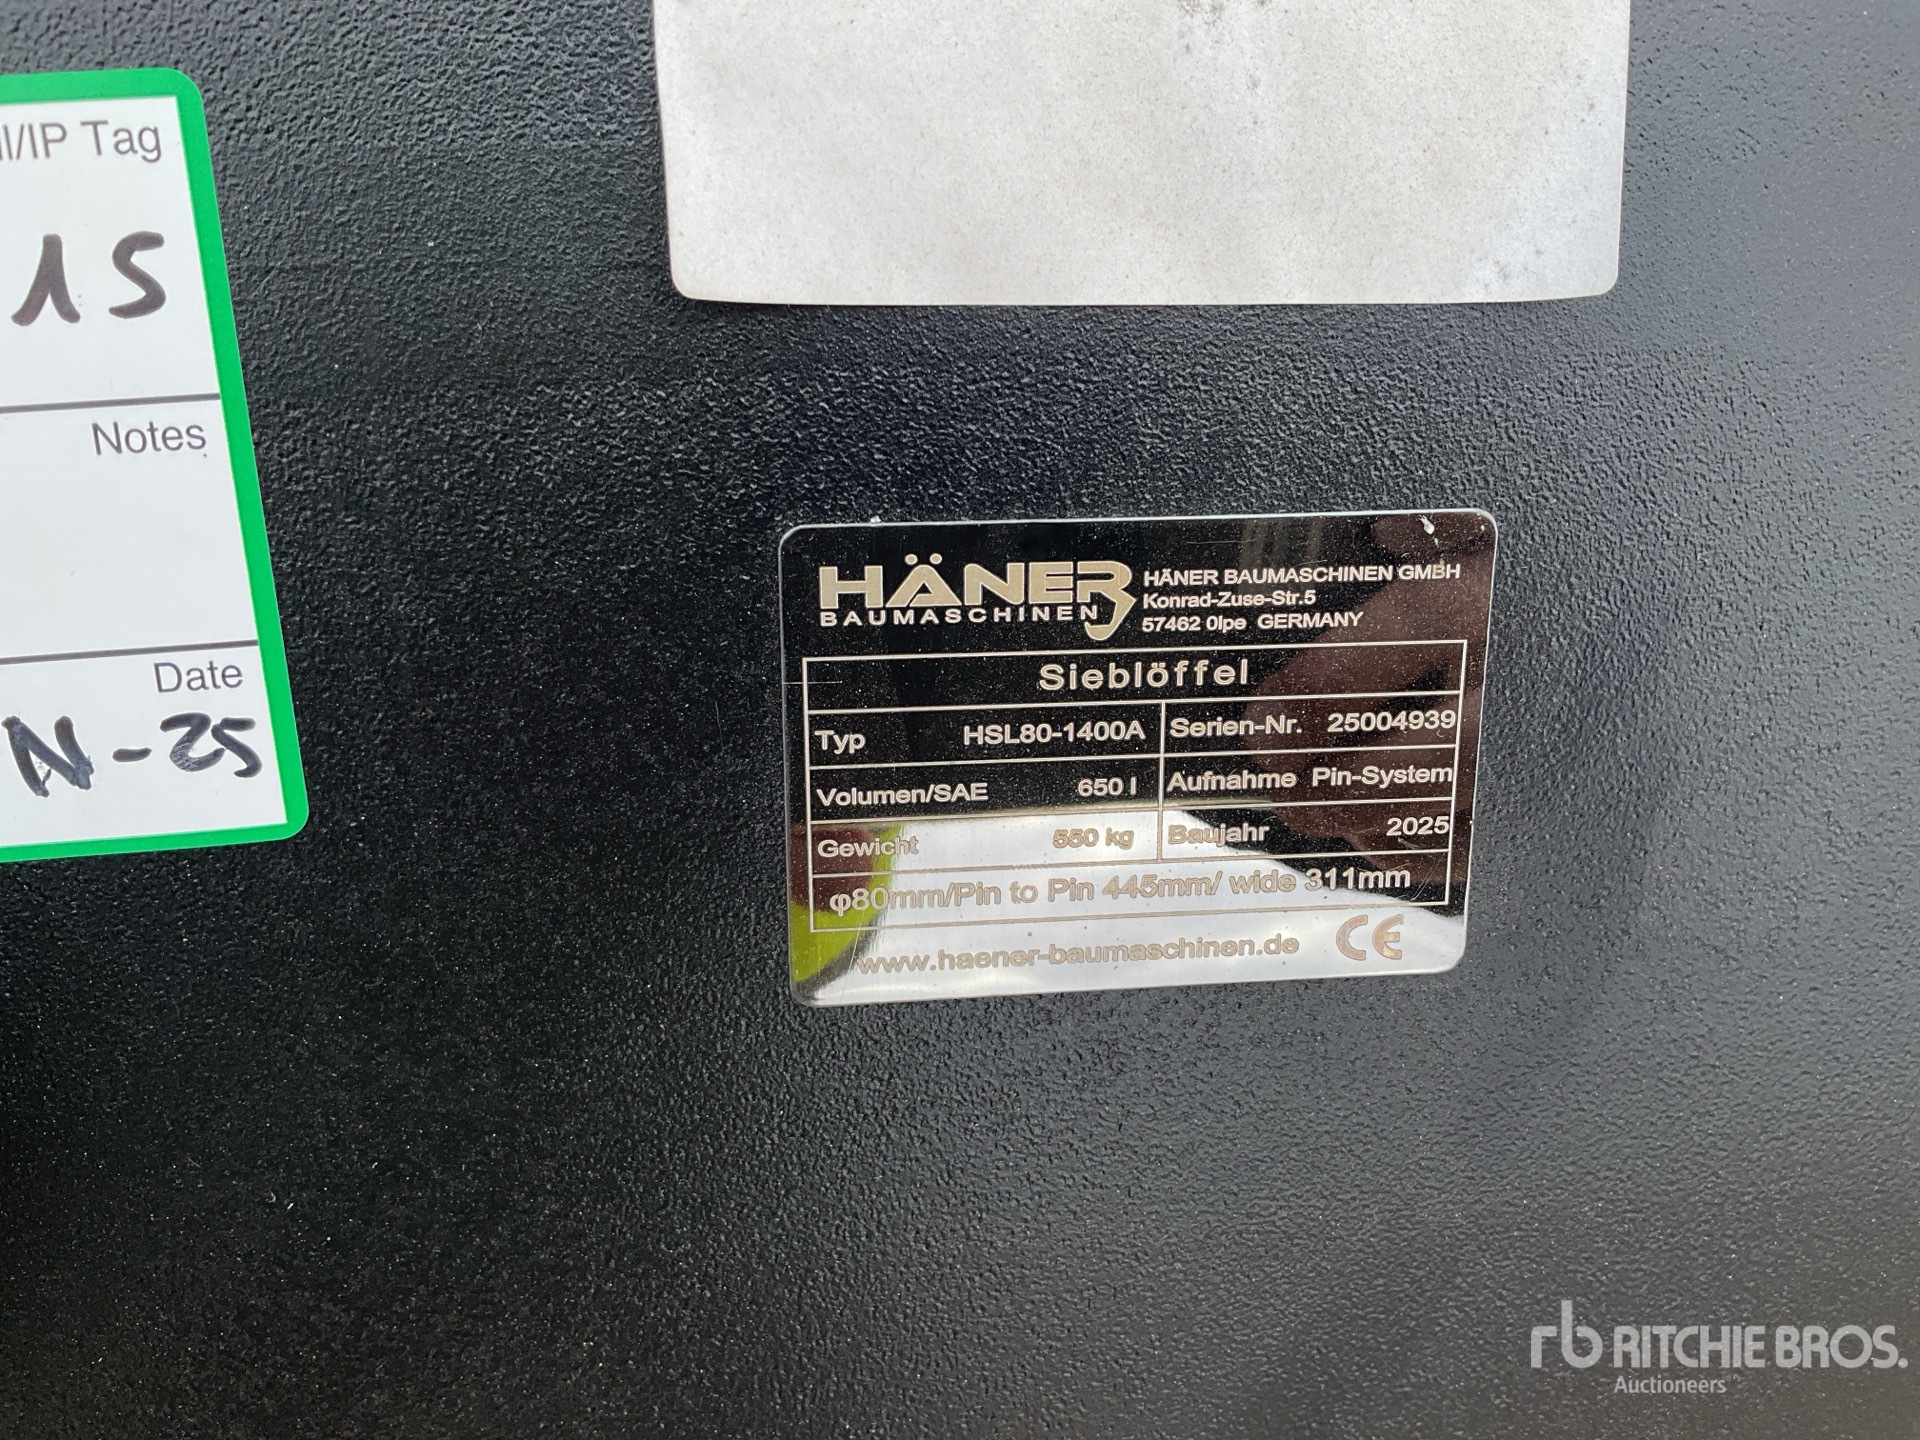 l/IP Tag
15
Notes
Date
N-25
HÄNER
BAUMASCHINEN
HÄNER BAUMASCHINEN GMBH
Konrad-Zuse-Str.5
57462 Olpe GERMANY
Sieblöffel
Typ HSL80-1400A Serien-Nr. 25004939
Volumen/SAE 650 l Aufnahme Pin-System
Gewicht 550 kg Baujahr 2025
φ80mm/Pin to Pin 445mm/ wide 311mm
www.haener-baumaschinen.de CE
rb RITCHIE BROS.
Auctioneers